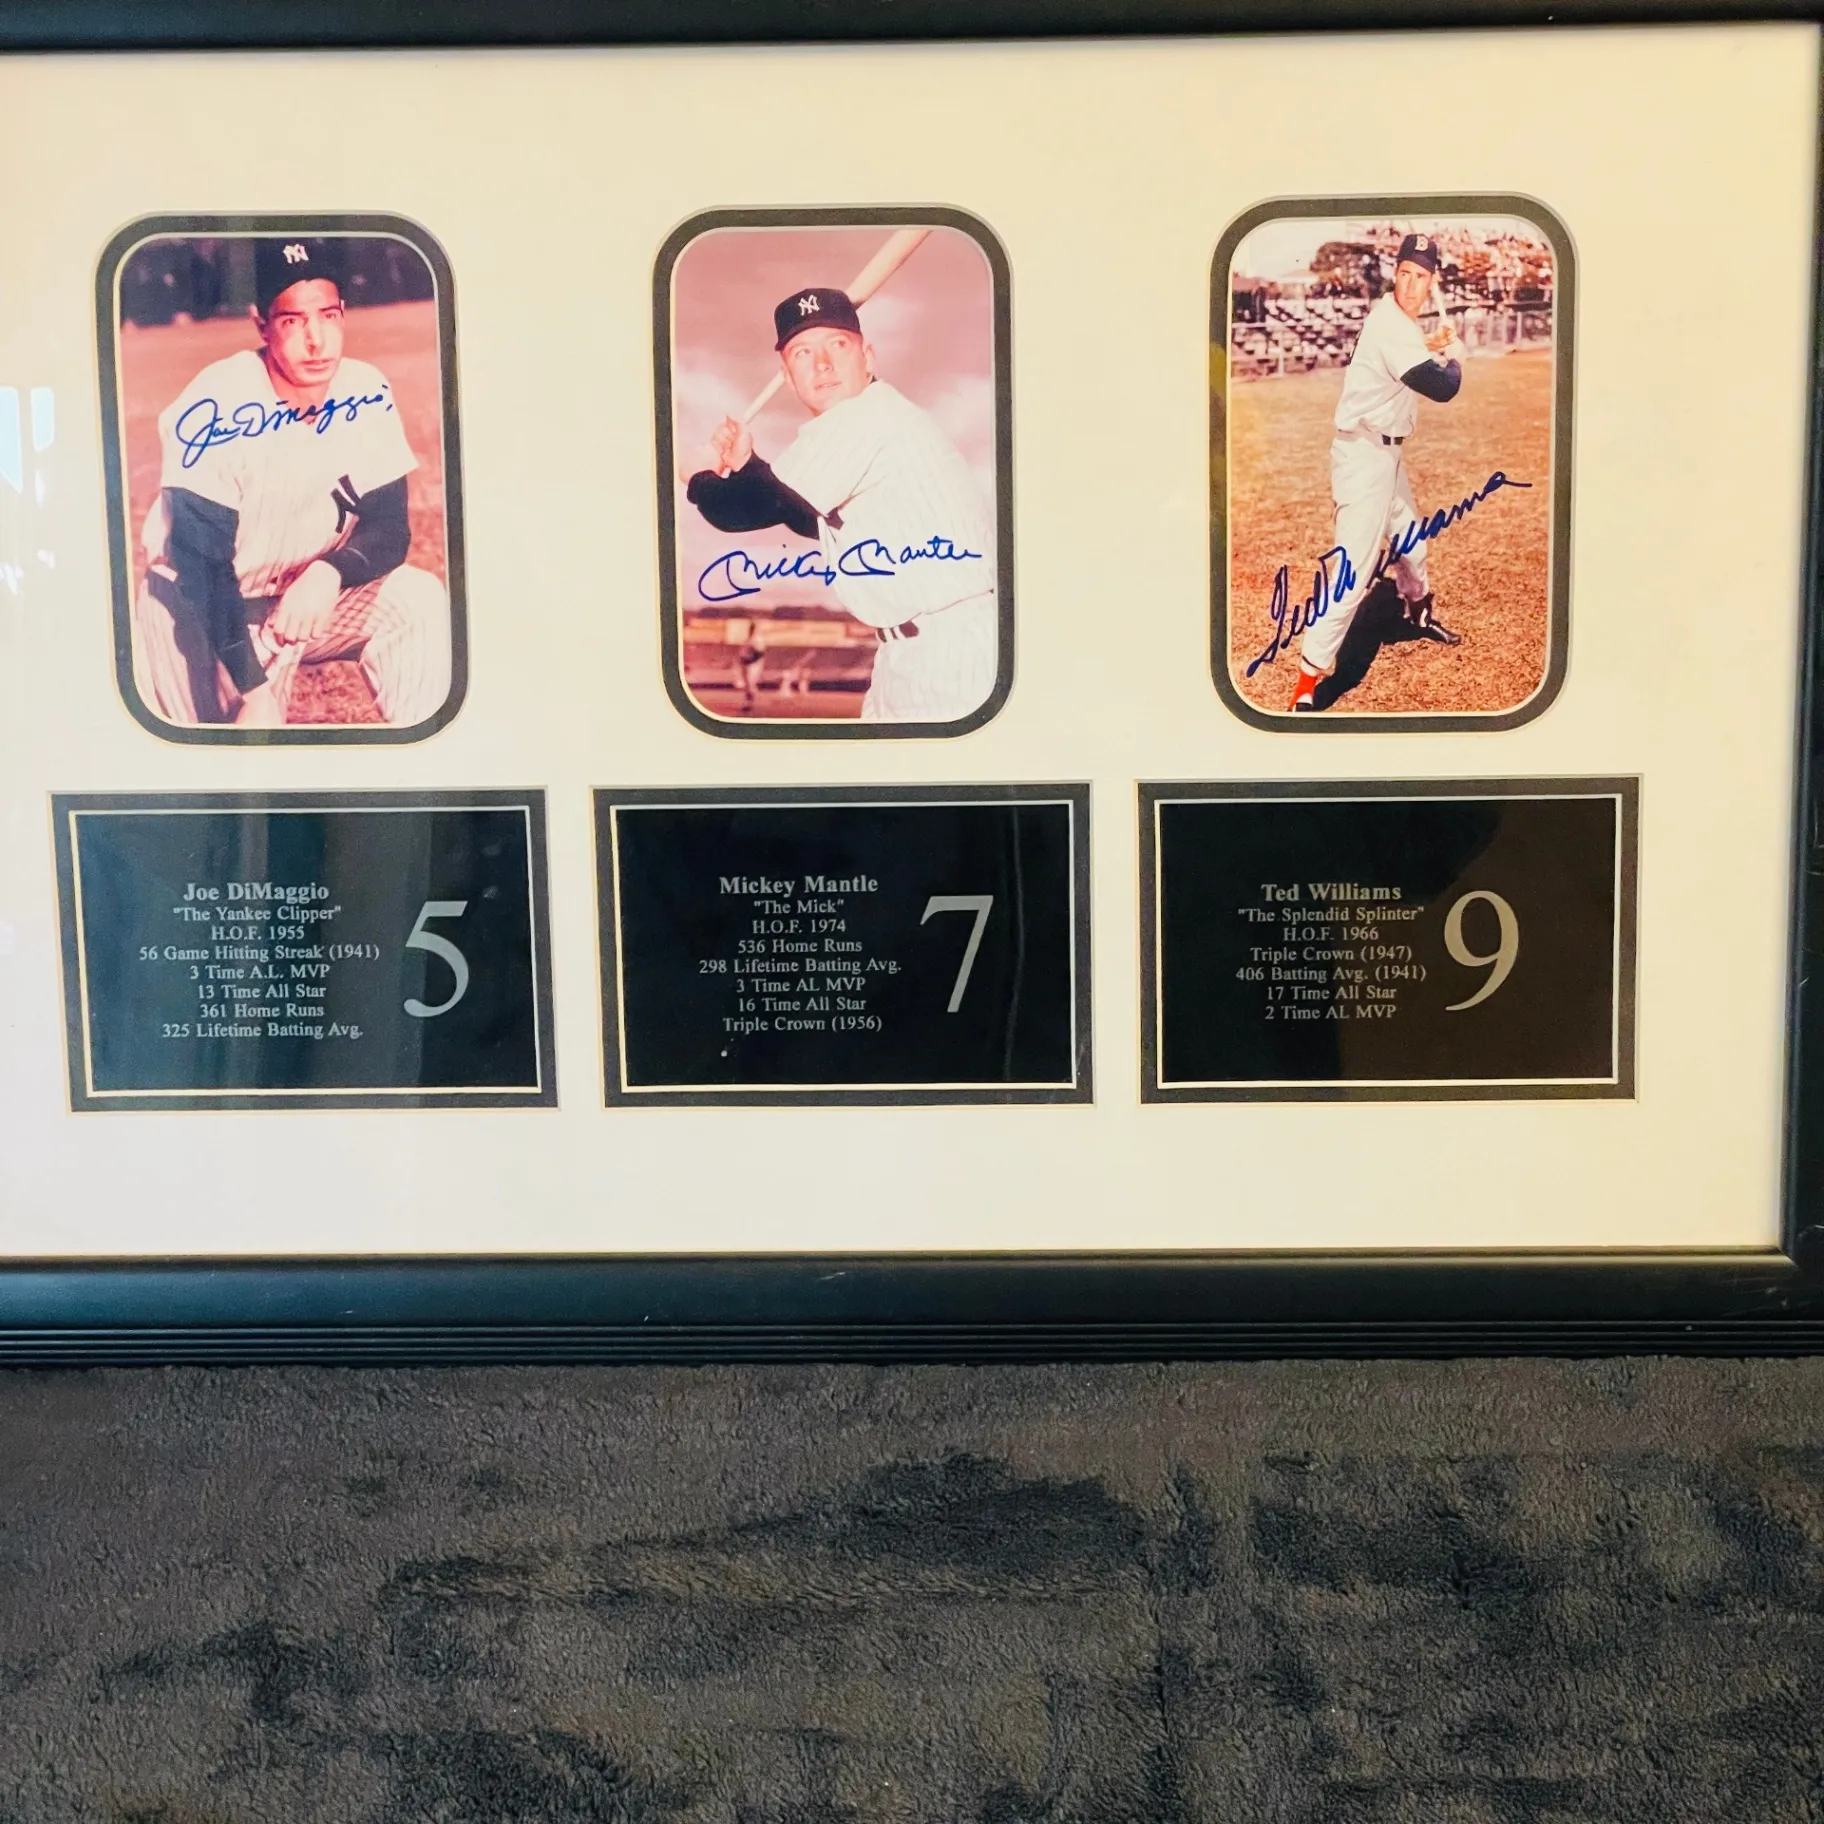 Joe DiMaggio
Mickey Mantle
Ted Williams
Joe DiMaggio
"The Yankee Clipper"
H.O.F. 1955
56 Game Hitting Streak (1941)
3 Time A.L. MVP
13 Time All Star
361 Home Runs
325 Lifetime Batting Avg.
5
Mickey Mantle
"The Mick"
H.O.F. 1974
536 Home Runs
298 Lifetime Batting Avg.
3 Time AL MVP
16 Time All Star
Triple Crown (1956)
7
Ted Williams
"The Splendid Splinter"
H.O.F. 1966
Triple Crown (1947)
406 Batting Avg. (1941)
17 Time All Star
2 Time AL MVP
9
NY
NY
B